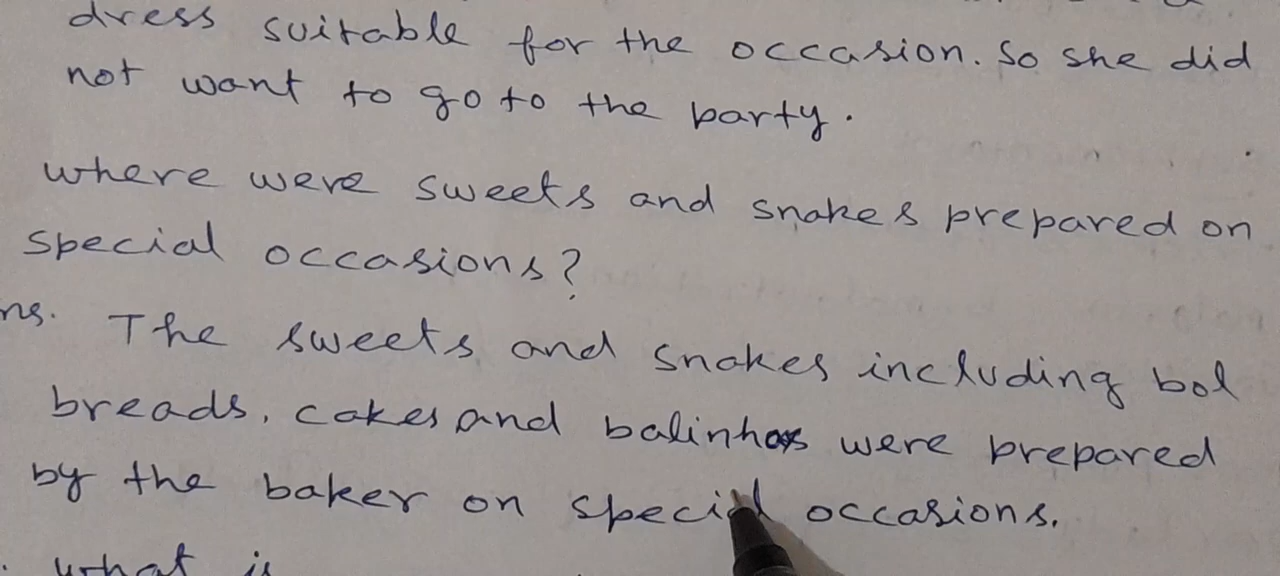 dress suitable for the occasion. So she did
not want to go to the party.
where were sweets and snakes prepared on
special occasions?
ns. The sweets and snakes including bol
breads, cakes and balinhas were prepared
by the baker on special occasions.
what is